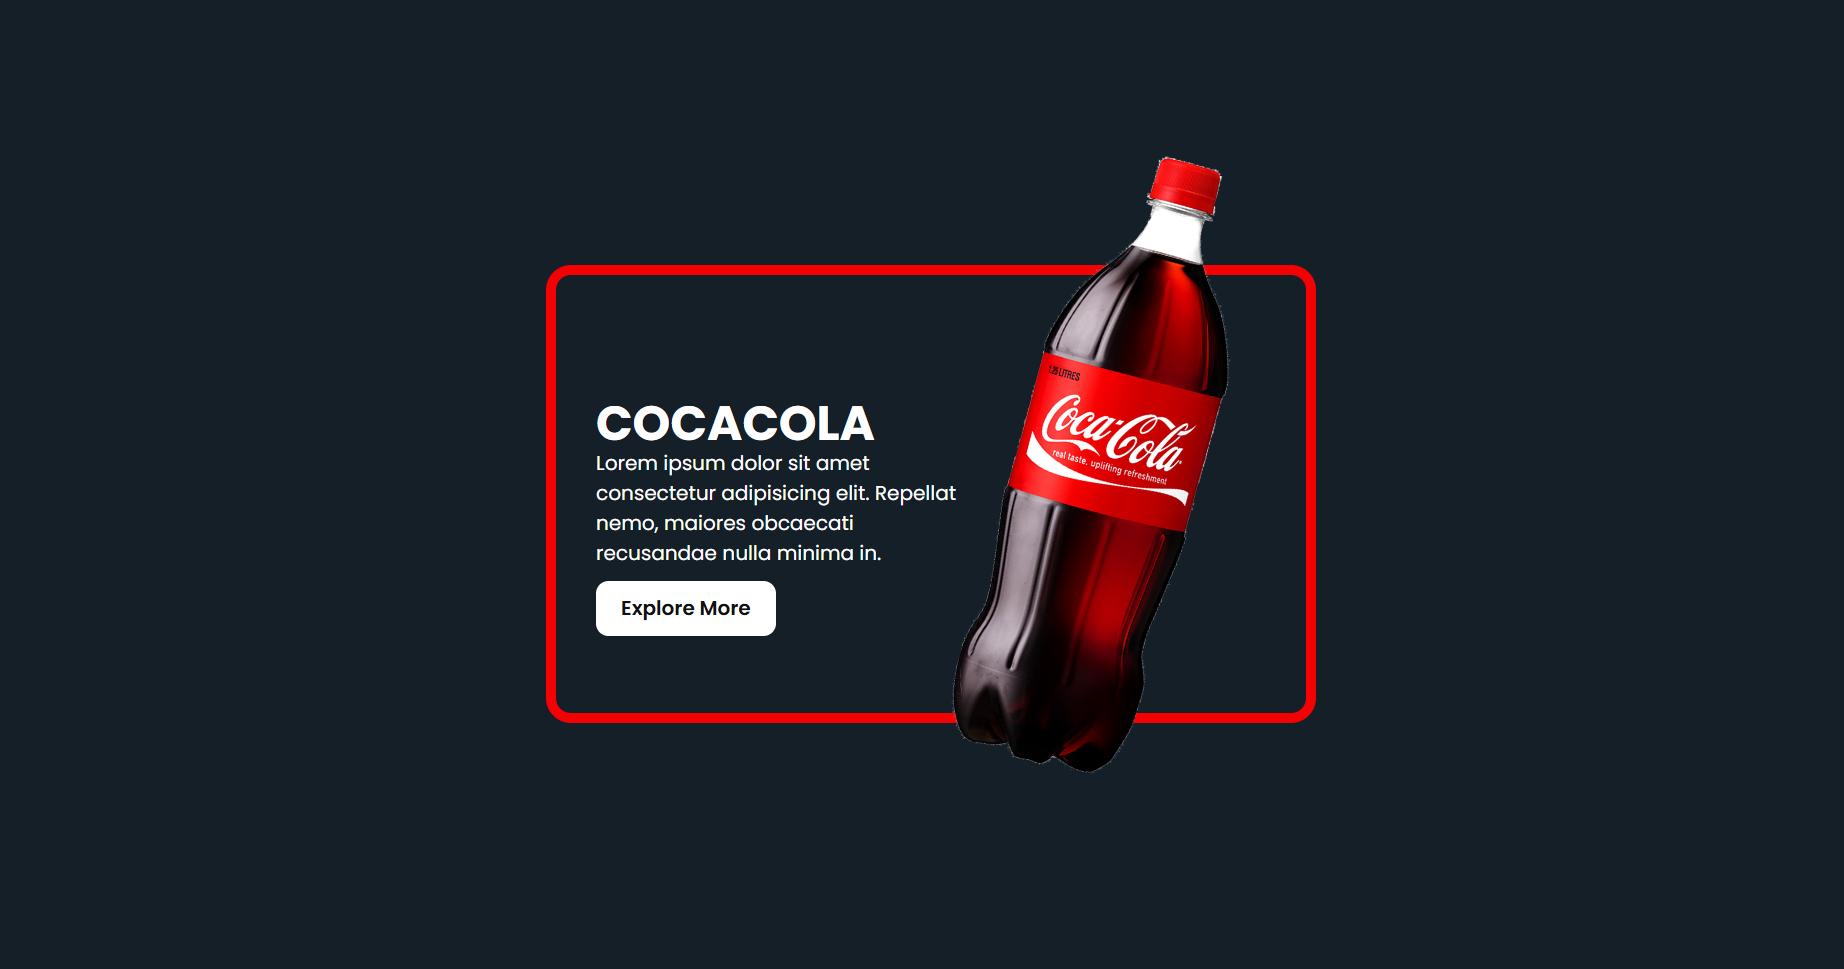 COCACOLA
Lorem ipsum dolor sit amet
consectetur adipisicing elit. Repellat
nemo, maiores obcaecati
recusandae nulla minima in.
Explore More
1.25 LITRES
Coca-Cola
real taste. uplifting refreshment